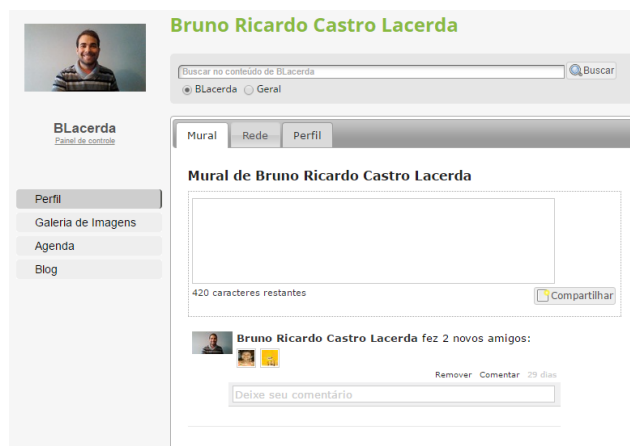 Bruno Ricardo Castro Lacerda
Buscar no conteúdo de BLacerda
Buscar
BLacerda Geral
BLacerda
Painel de controle
Perfil
Galeria de Imagens
Agenda
Blog
Mural Rede Perfil
Mural de Bruno Ricardo Castro Lacerda
420 caracteres restantes
Compartilhar
Bruno Ricardo Castro Lacerda fez 2 novos amigos:
Remover Comentar 29 dias
Deixe seu comentário